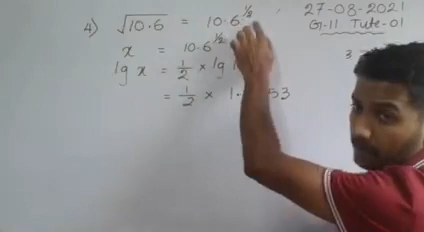 27-08-2021
Gr-11 Tute-01
4) √10.6 = 10.6^½
x = 10.6^½
lg x = ½ × lg
= ½ ×
3